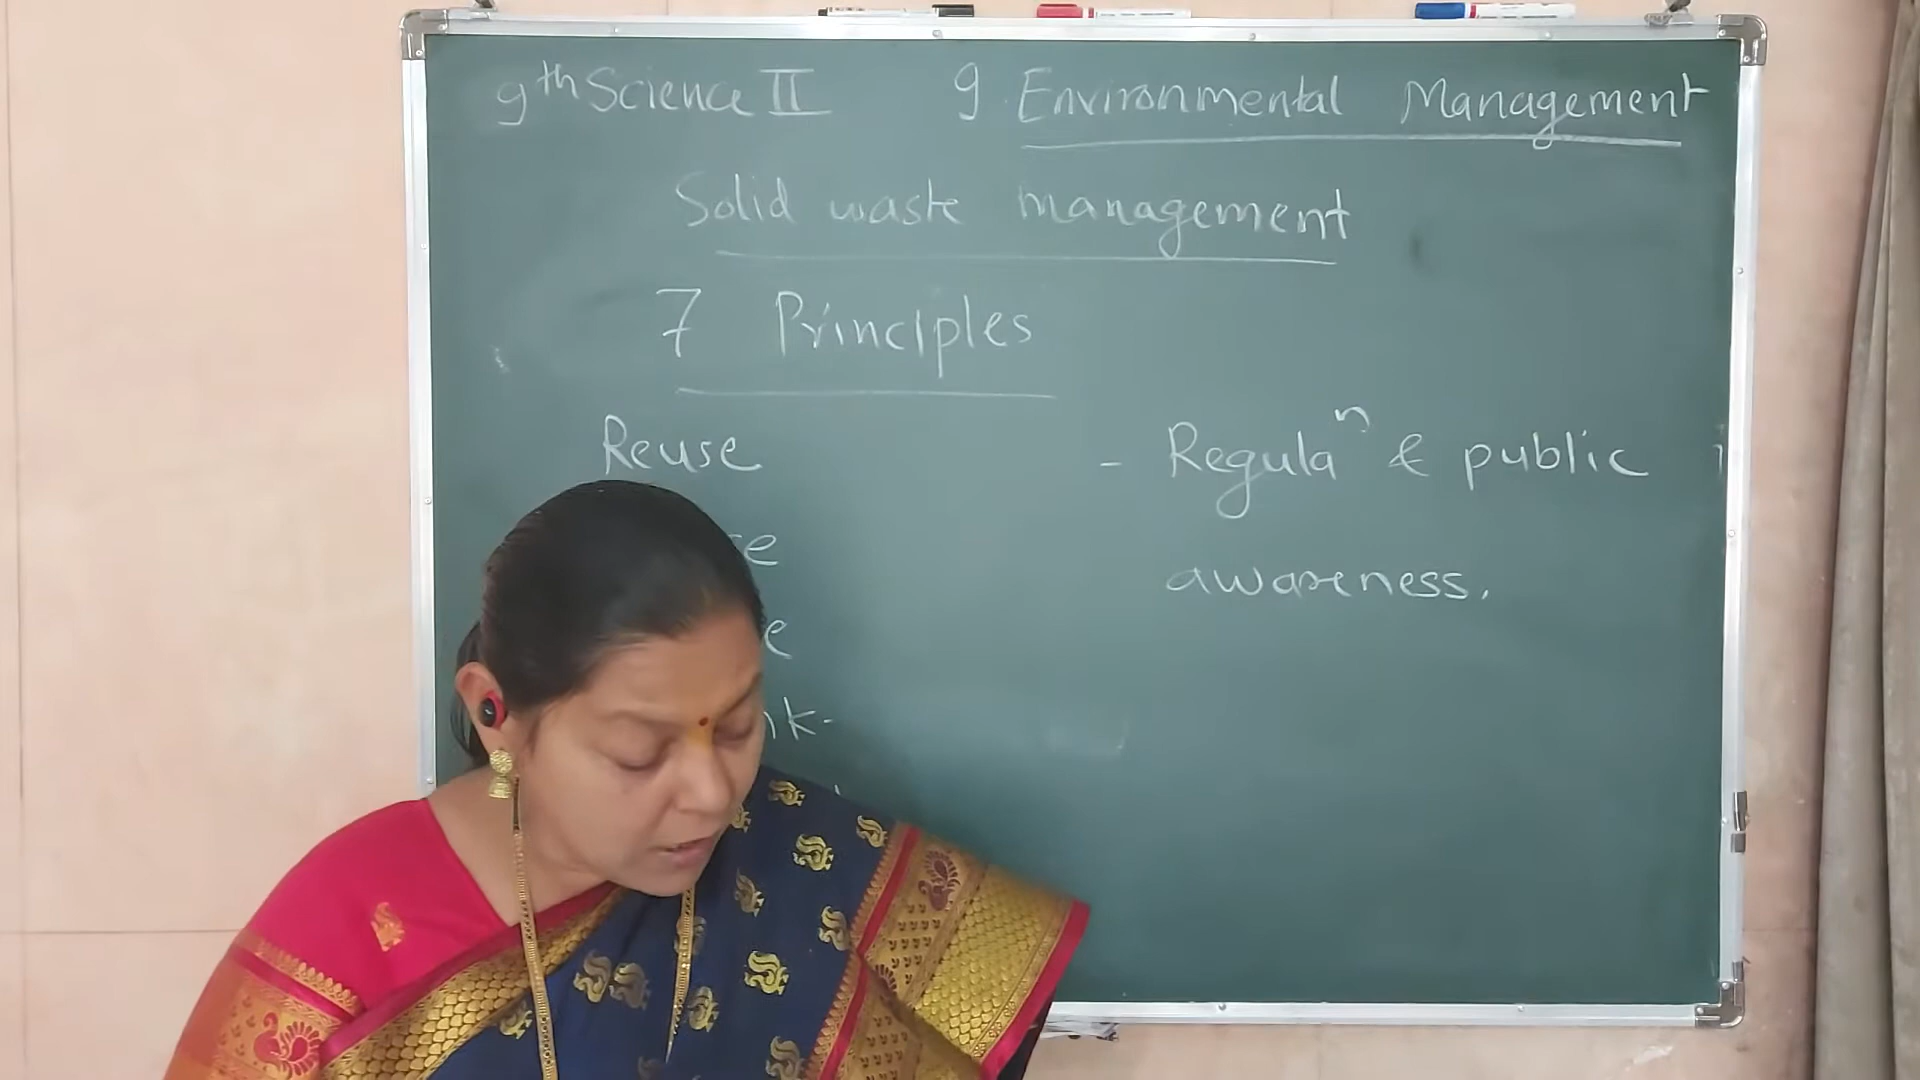 9th Science II 9. Environmental Management
Solid waste management
7 Principles
Reuse
- Regulaⁿ & public
awareness.